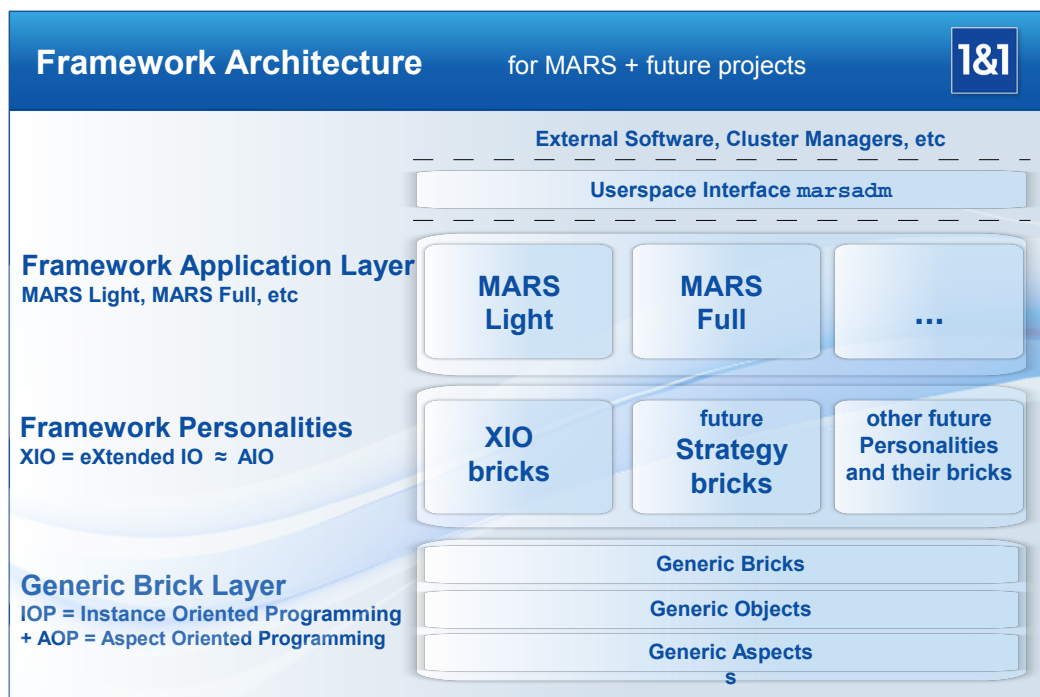 Framework Architecture for MARS + future projects
1&1
External Software, Cluster Managers, etc
Userspace Interface marsadm
Framework Application Layer
MARS Light, MARS Full, etc
MARS
Light
MARS
Full
...
Framework Personalities
XIO = eXtended IO ≈ AIO
XIO
bricks
future
Strategy
bricks
other future
Personalities
and their bricks
Generic Brick Layer
IOP = Instance Oriented Programming
+ AOP = Aspect Oriented Programming
Generic Bricks
Generic Objects
Generic Aspects
s